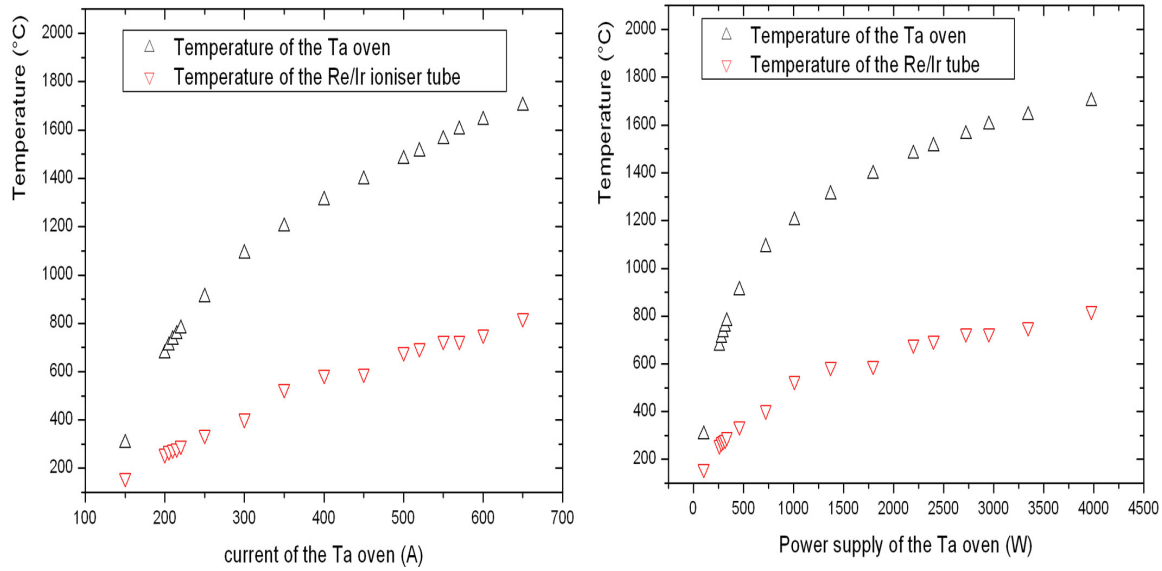 2000
1800
1600
1400
1200
1000
800
600
400
200
Temperature (°C)
Temperature of the Ta oven
Temperature of the Re/Ir ioniser tube
100 200 300 400 500 600 700
current of the Ta oven (A)
2000
1800
1600
1400
1200
1000
800
600
400
200
Temperature (°C)
Temperature of the Ta oven
Temperature of the Re/Ir tube
0 500 1000 1500 2000 2500 3000 3500 4000 4500
Power supply of the Ta oven (W)